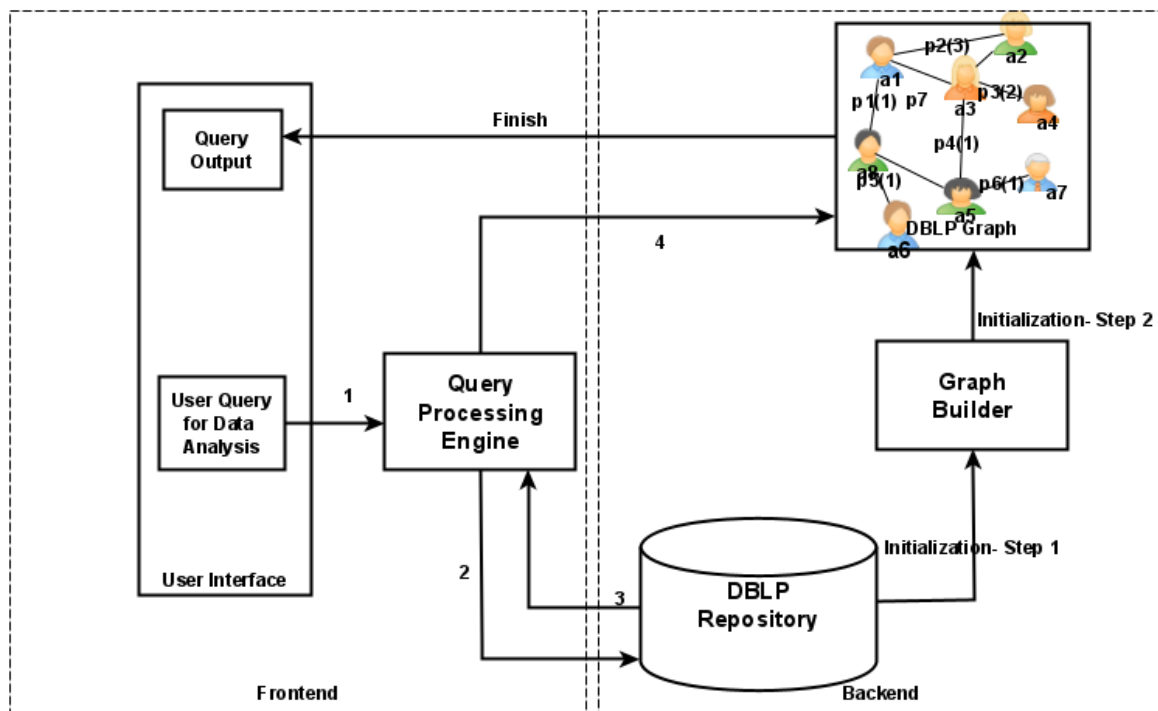 p2(3)
a2
a1
p3(2)
p1(1)
p7
a3
a4
Finish
Query
Output
p4(1)
a8
p5(1)
p6(1)
a7
a5
DBLP Graph
a6
4
Initialization- Step 2
Query
Processing
Engine
Graph
Builder
1
User Query
for Data
Analysis
Initialization- Step 1
2
User Interface
3
DBLP
Repository
Frontend
Backend